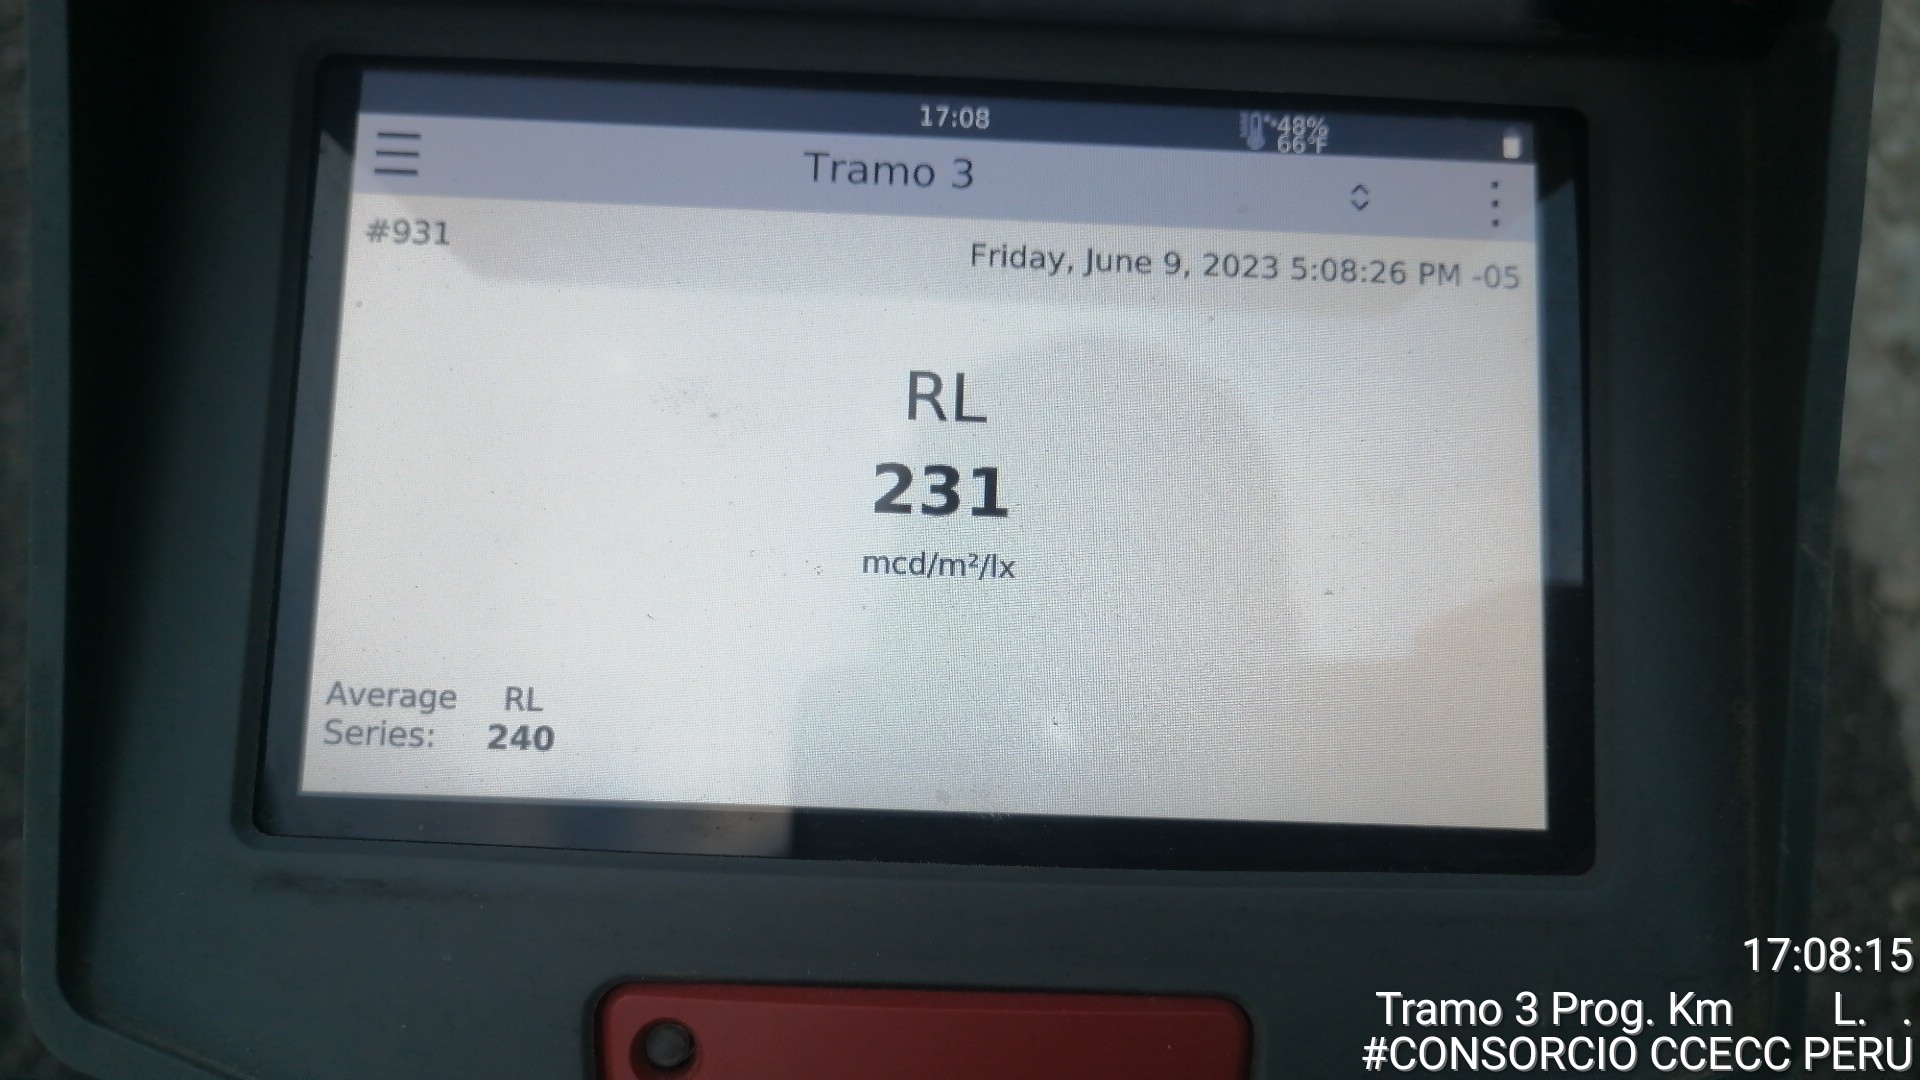 17:08
48%
66°F
Tramo 3
#931
Friday, June 9, 2023 5:08:26 PM -05
RL
231
mcd/m²/lx
Average RL
Series: 240
17:08:15
Tramo 3 Prog. Km L. .
#CONSORCIO CCECC PERU